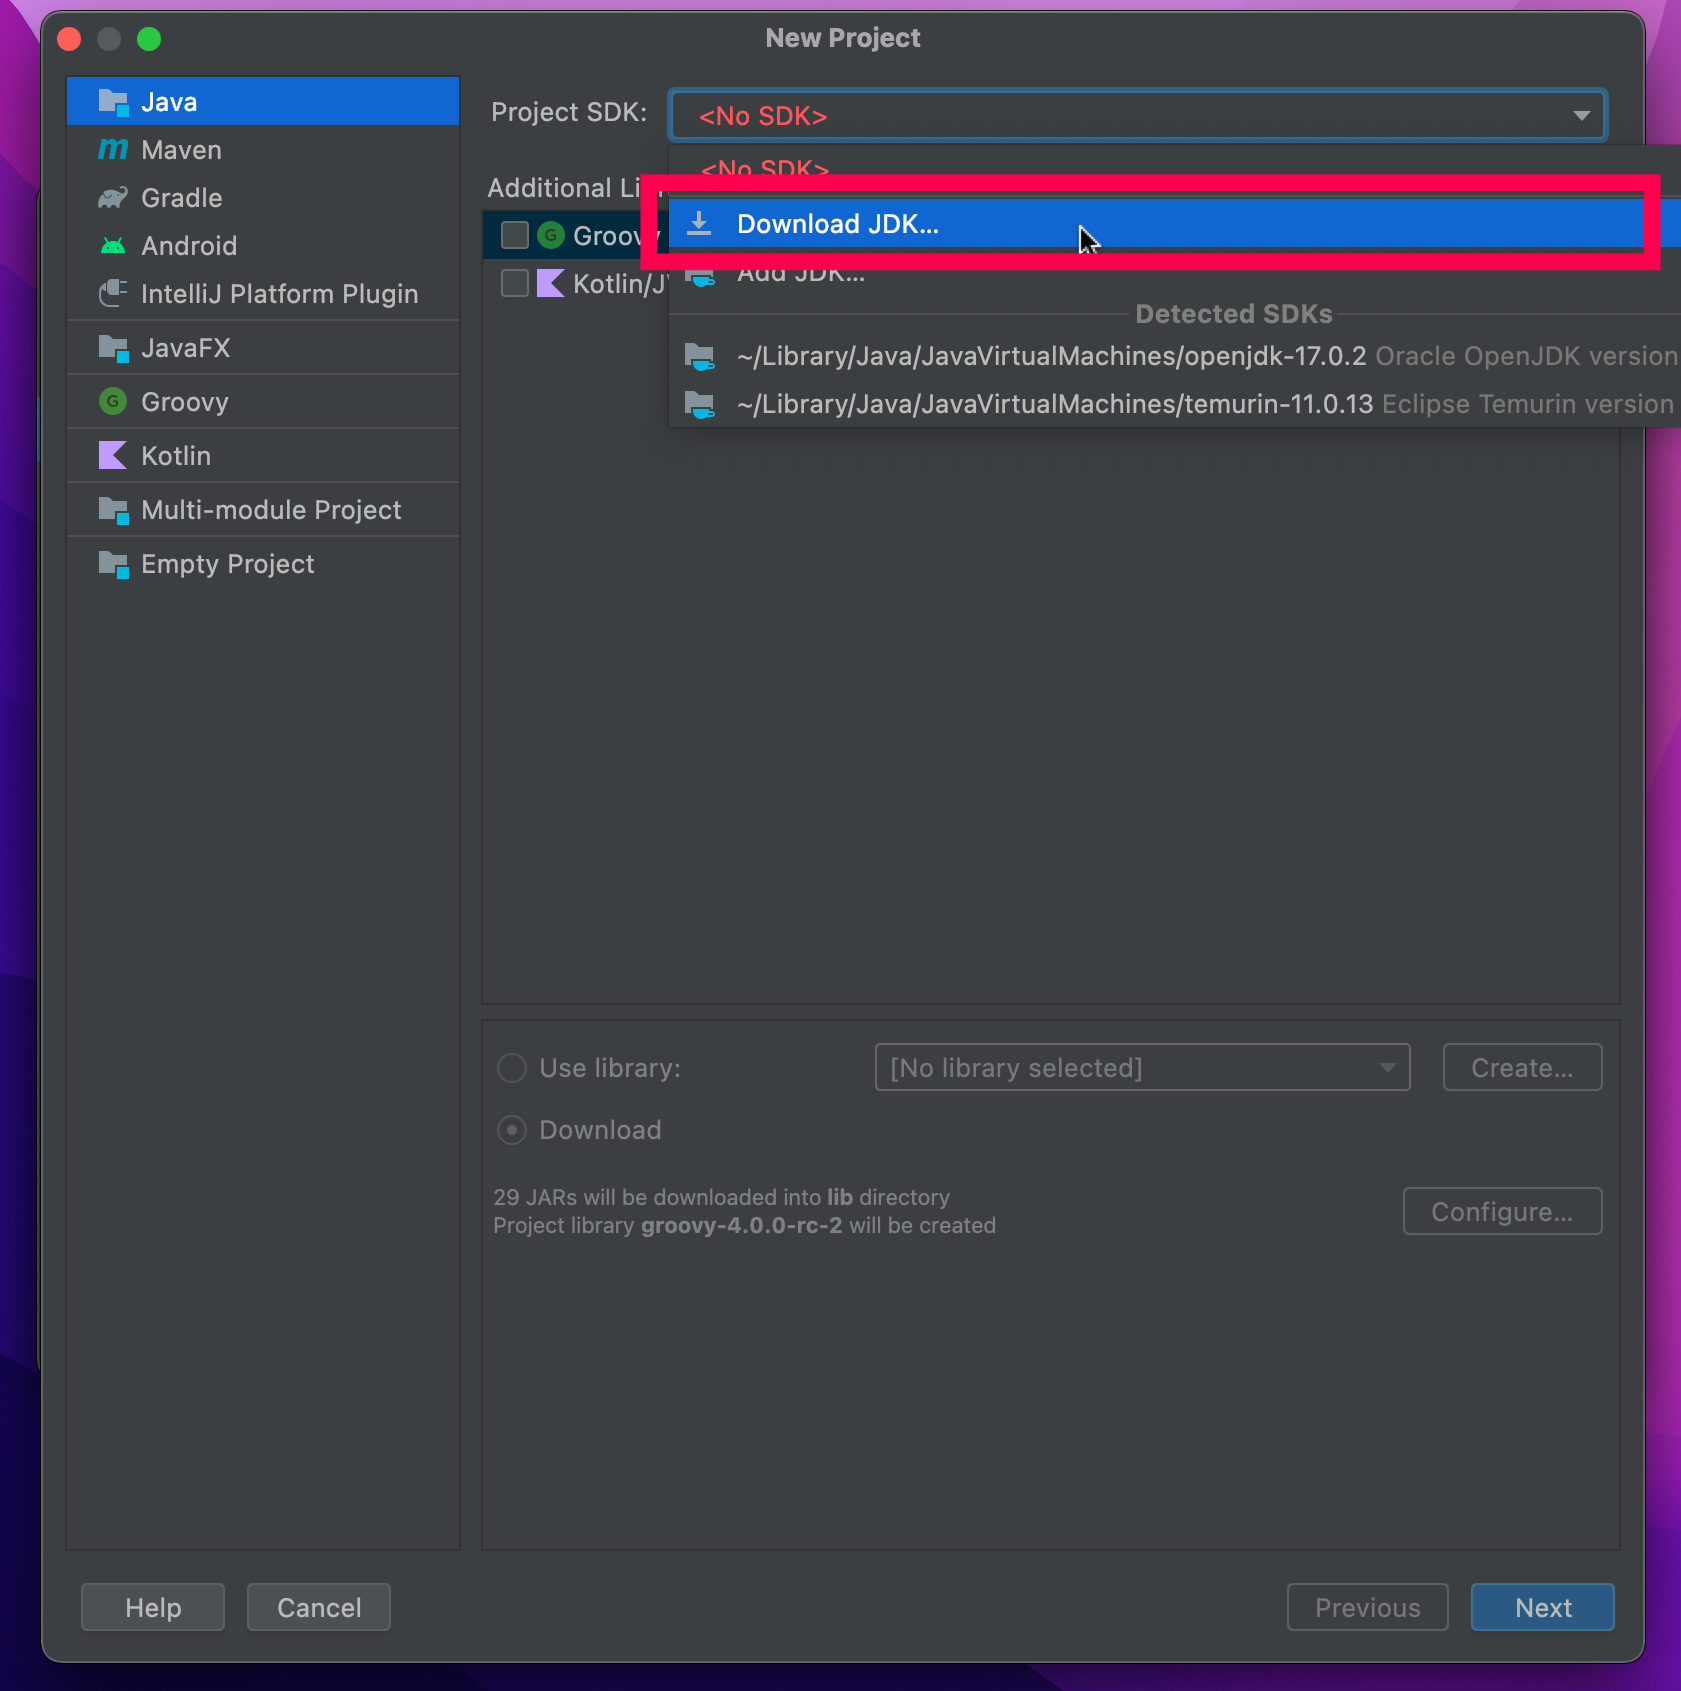 New Project
Java
Maven
Gradle
Android
IntelliJ Platform Plugin
JavaFX
Groovy
Kotlin
Multi-module Project
Empty Project
Project SDK:
<No SDK>
<No SDK>
Additional Li
Download JDK...
Groovy
Add JDK...
Kotlin/J
Detected SDKs
~/Library/Java/JavaVirtualMachines/openjdk-17.0.2 Oracle OpenJDK version
~/Library/Java/JavaVirtualMachines/temurin-11.0.13 Eclipse Temurin version
Use library:
[No library selected]
Create...
Download
29 JARs will be downloaded into lib directory
Project library groovy-4.0.0-rc-2 will be created
Configure...
Help
Cancel
Previous
Next